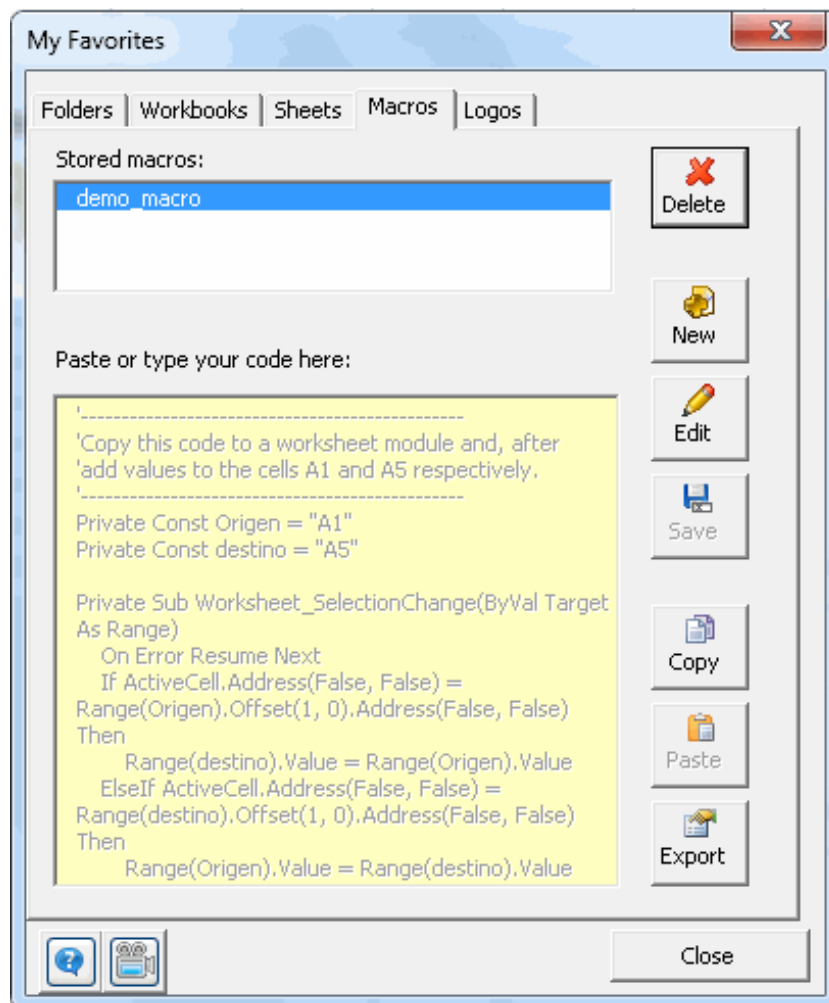 My Favorites
Folders
Workbooks
Sheets
Macros
Logos
Stored macros:
demo_macro
Delete
New
Paste or type your code here:
'-----------------------------------------------
'Copy this code to a worksheet module and, after
'add values to the cells A1 and A5 respectively.
'-----------------------------------------------
Private Const Origen = "A1"
Private Const destino = "A5"
Private Sub Worksheet_SelectionChange(ByVal Target
As Range)
On Error Resume Next
If ActiveCell.Address(False, False) =
Range(Origen).Offset(1, 0).Address(False, False)
Then
Range(destino).Value = Range(Origen).Value
ElseIf ActiveCell.Address(False, False) =
Range(destino).Offset(1, 0).Address(False, False)
Then
Range(Origen).Value = Range(destino).Value
Edit
Save
Copy
Paste
Export
Close